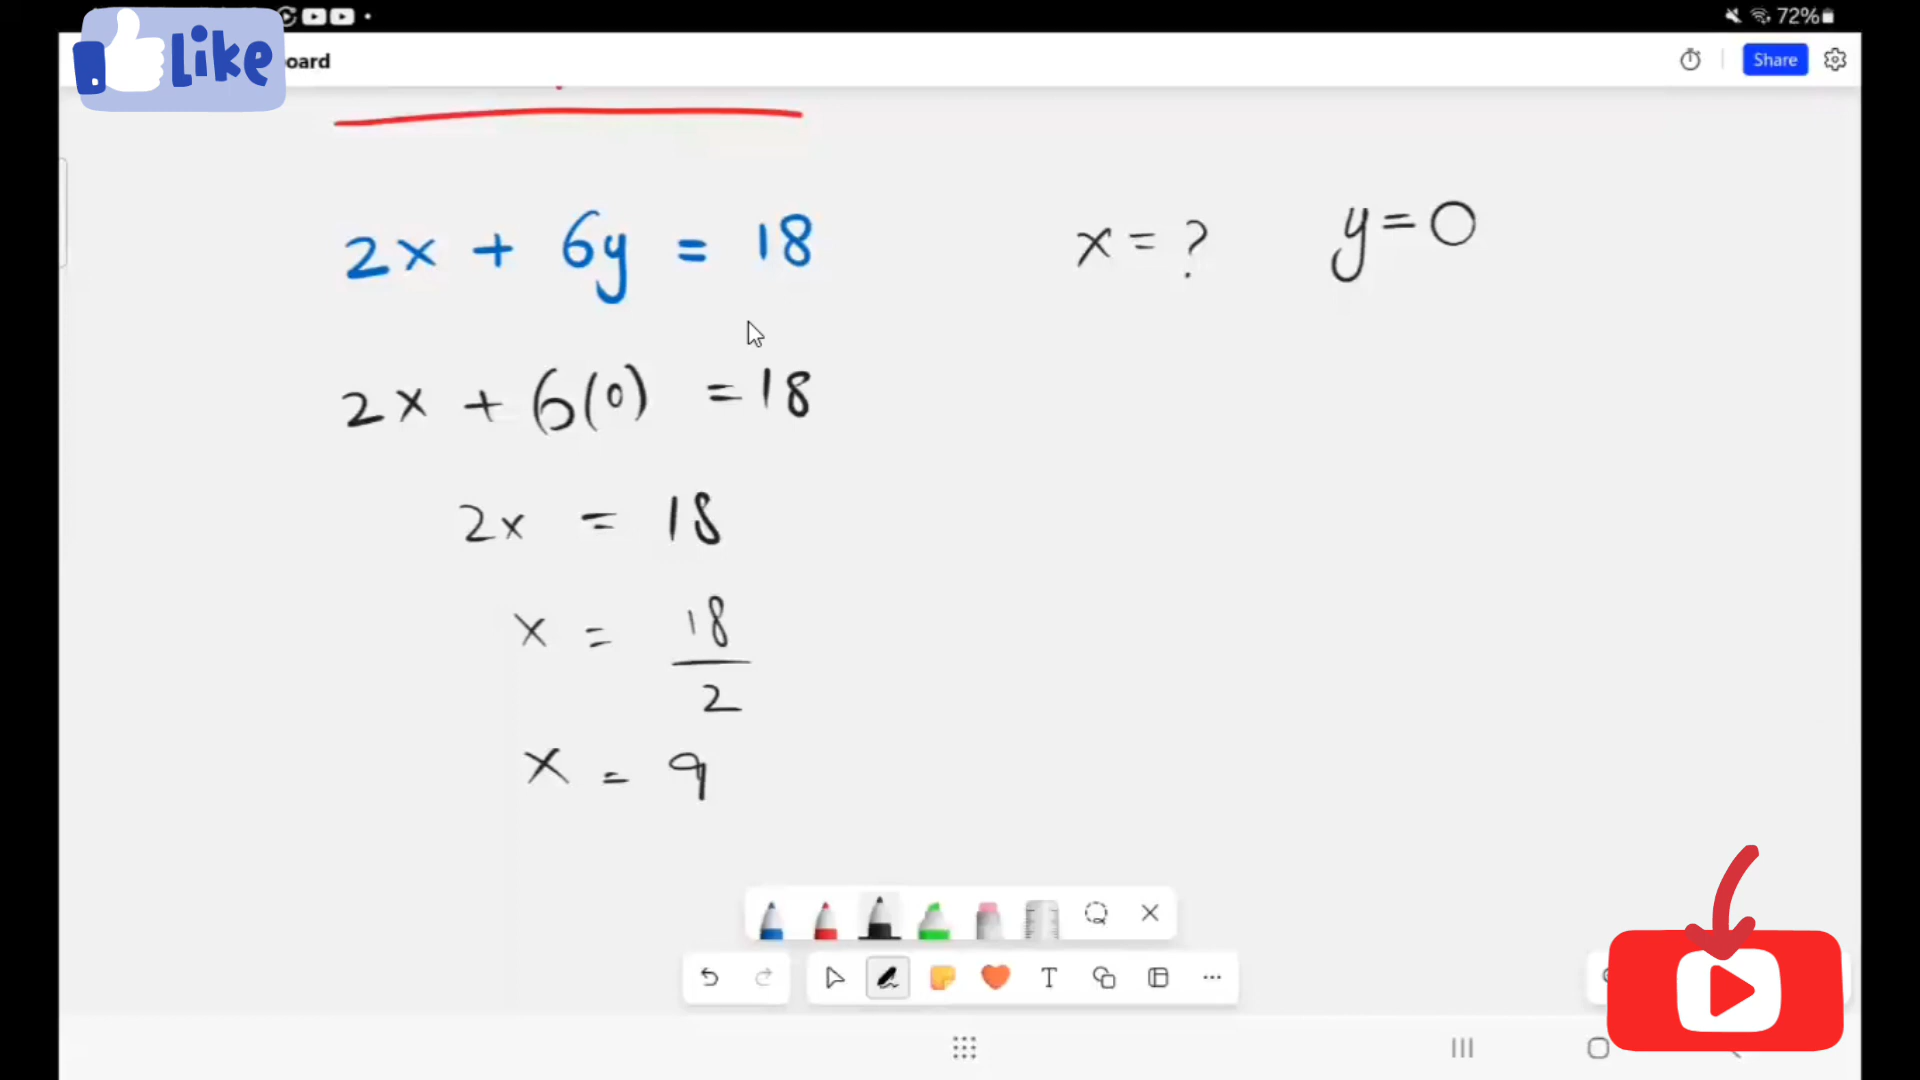 72%
Like
oard
Share
2x + 6y = 18
x = ? y = 0
2x + 6(0) = 18
2x = 18
x = 18/2
x = 9
T